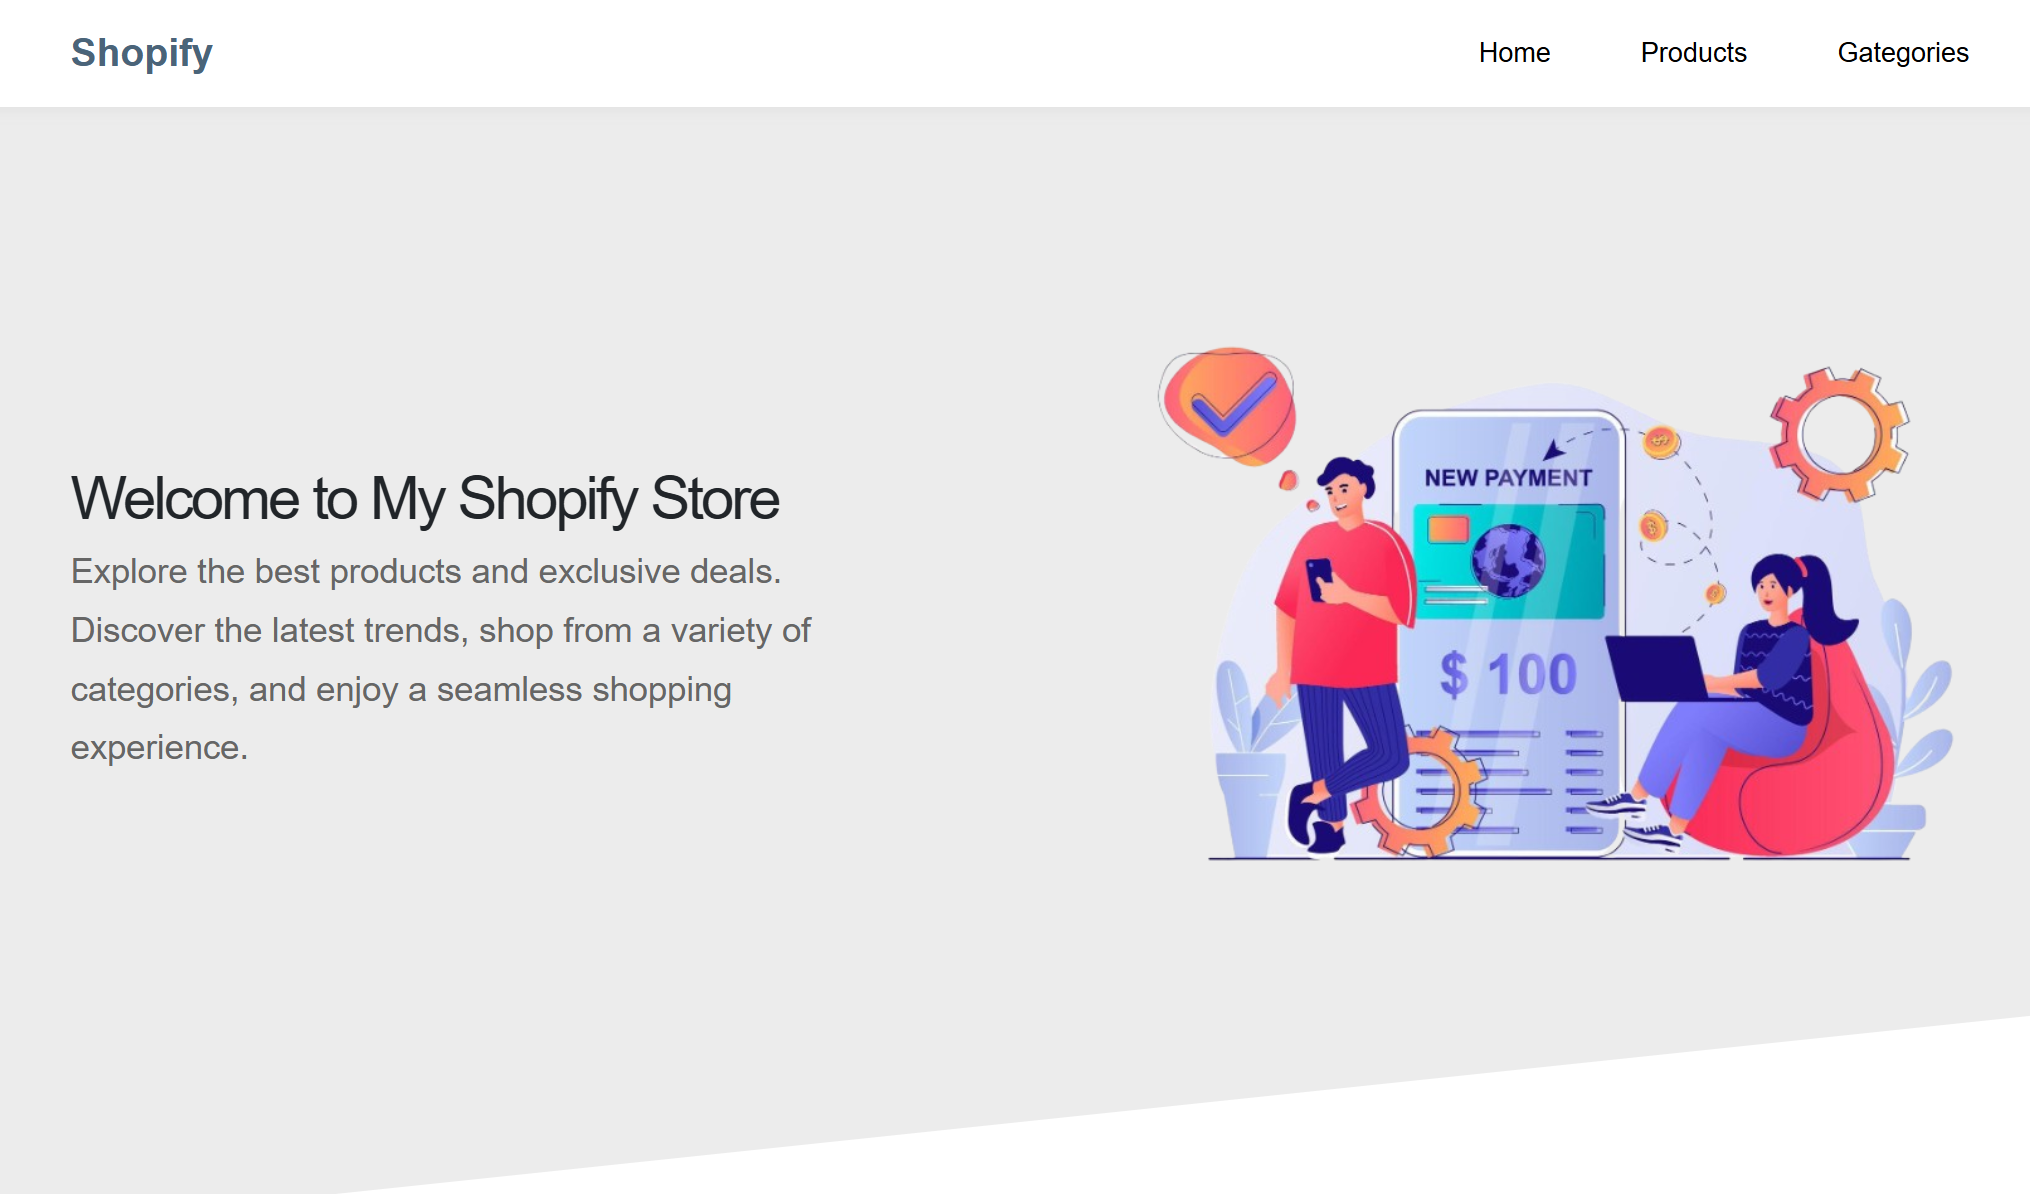 Shopify
Home
Products
Gategories
Welcome to My Shopify Store
Explore the best products and exclusive deals.
Discover the latest trends, shop from a variety of
categories, and enjoy a seamless shopping
experience.
NEW PAYMENT
$ 100